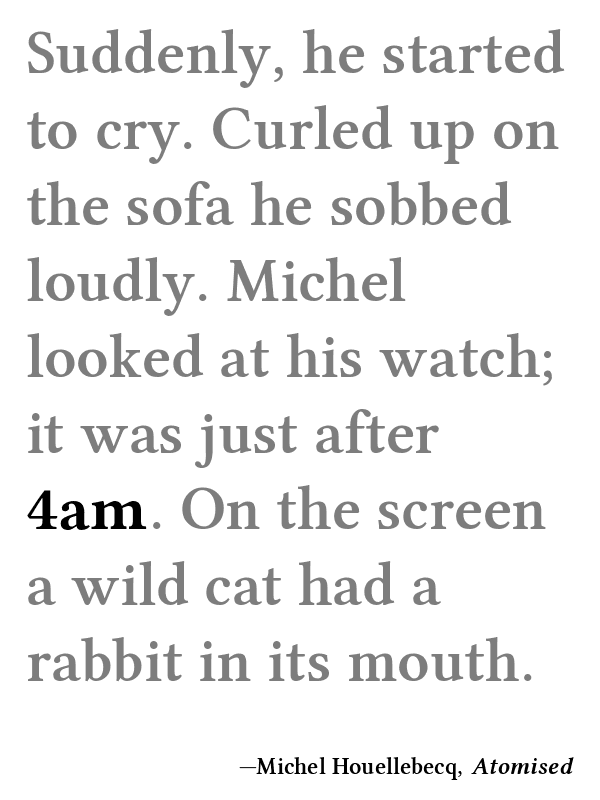 Suddenly, he started
to cry. Curled up on
the sofa he sobbed
loudly. Michel
looked at his watch;
it was just after
4am. On the screen
a wild cat had a
rabbit in its mouth.
—Michel Houellebecq, Atomised